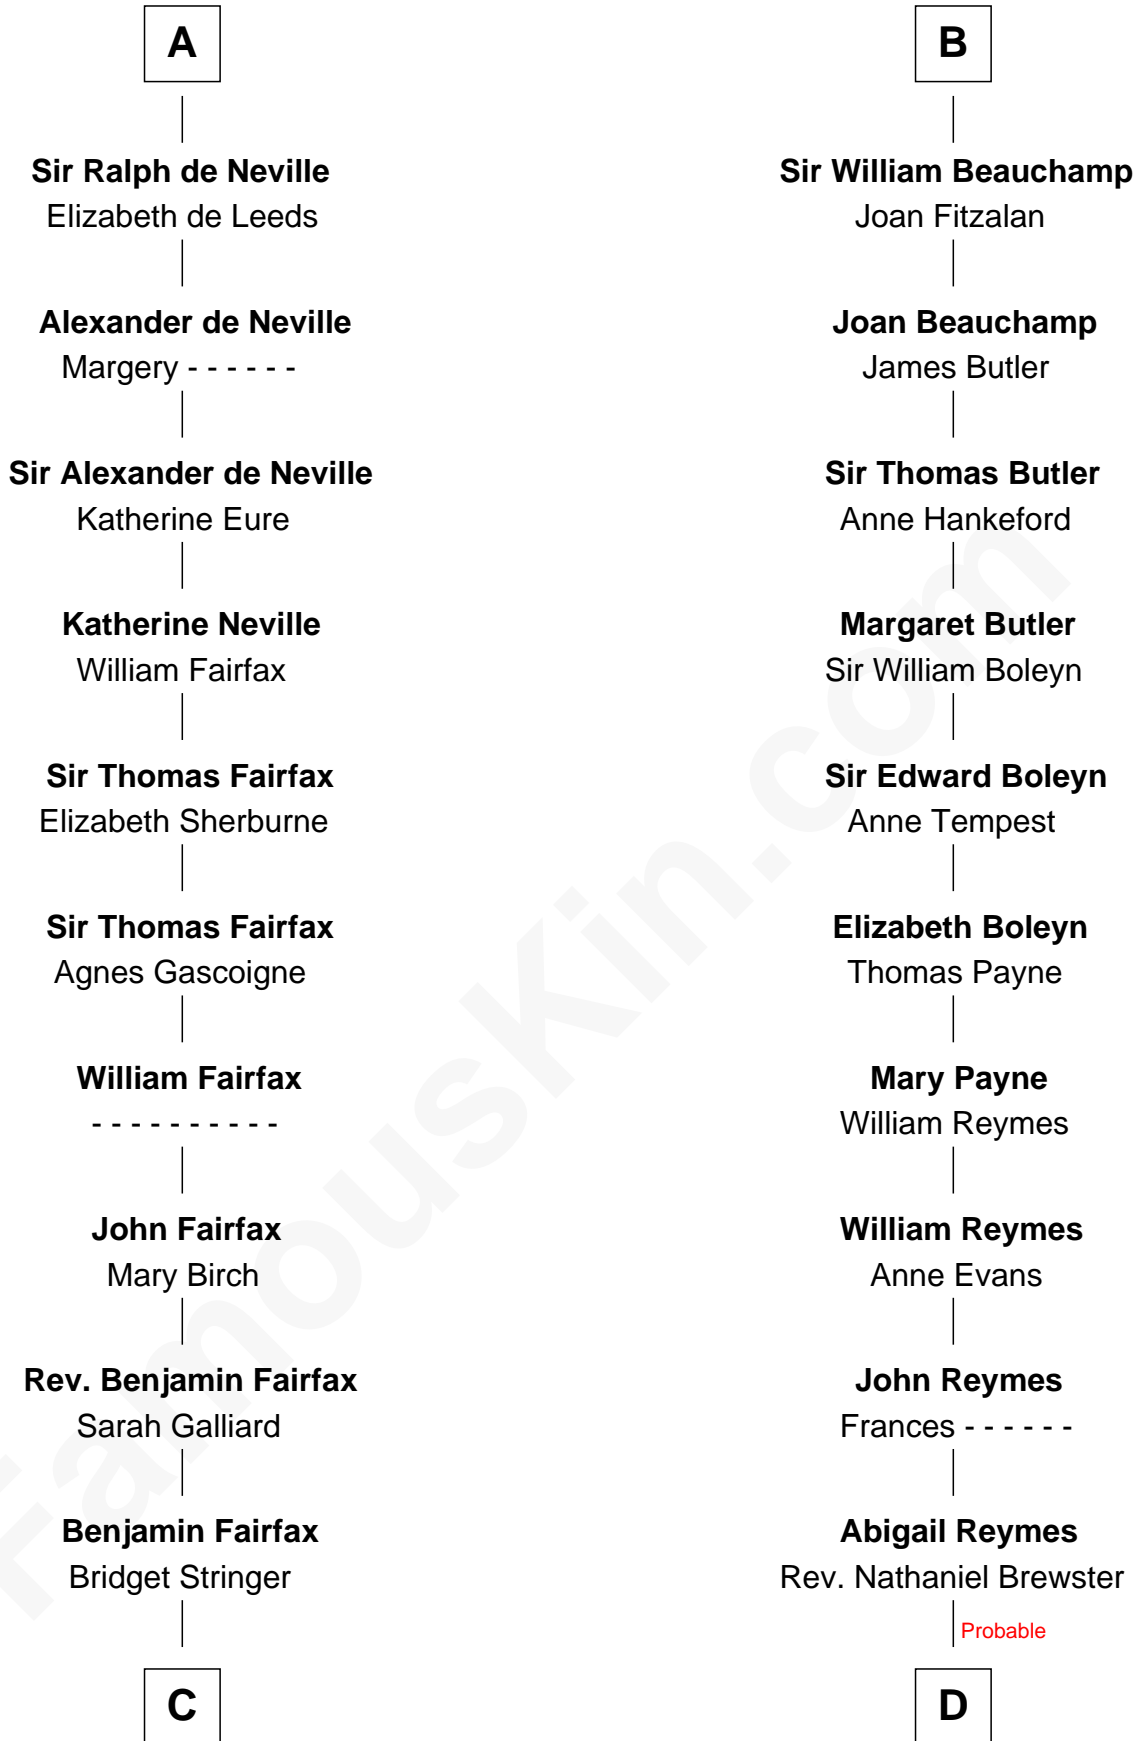 A
Sir Ralph de Neville
Elizabeth de Leeds
Alexander de Neville
Margery - - - - - -
Sir Alexander de Neville
Katherine Eure
Katherine Neville
William Fairfax
Sir Thomas Fairfax
Elizabeth Sherburne
Sir Thomas Fairfax
Agnes Gascoigne
William Fairfax
- - - - - - - - - -
John Fairfax
Mary Birch
Rev. Benjamin Fairfax
Sarah Galliard
Benjamin Fairfax
Bridget Stringer
C
B
Sir William Beauchamp
Joan Fitzalan
Joan Beauchamp
James Butler
Sir Thomas Butler
Anne Hankeford
Margaret Butler
Sir William Boleyn
Sir Edward Boleyn
Anne Tempest
Elizabeth Boleyn
Thomas Payne
Mary Payne
William Reymes
William Reymes
Anne Evans
John Reymes
Frances - - - - - -
Abigail Reymes
Rev. Nathaniel Brewster
Probable
D
FamousKin.com